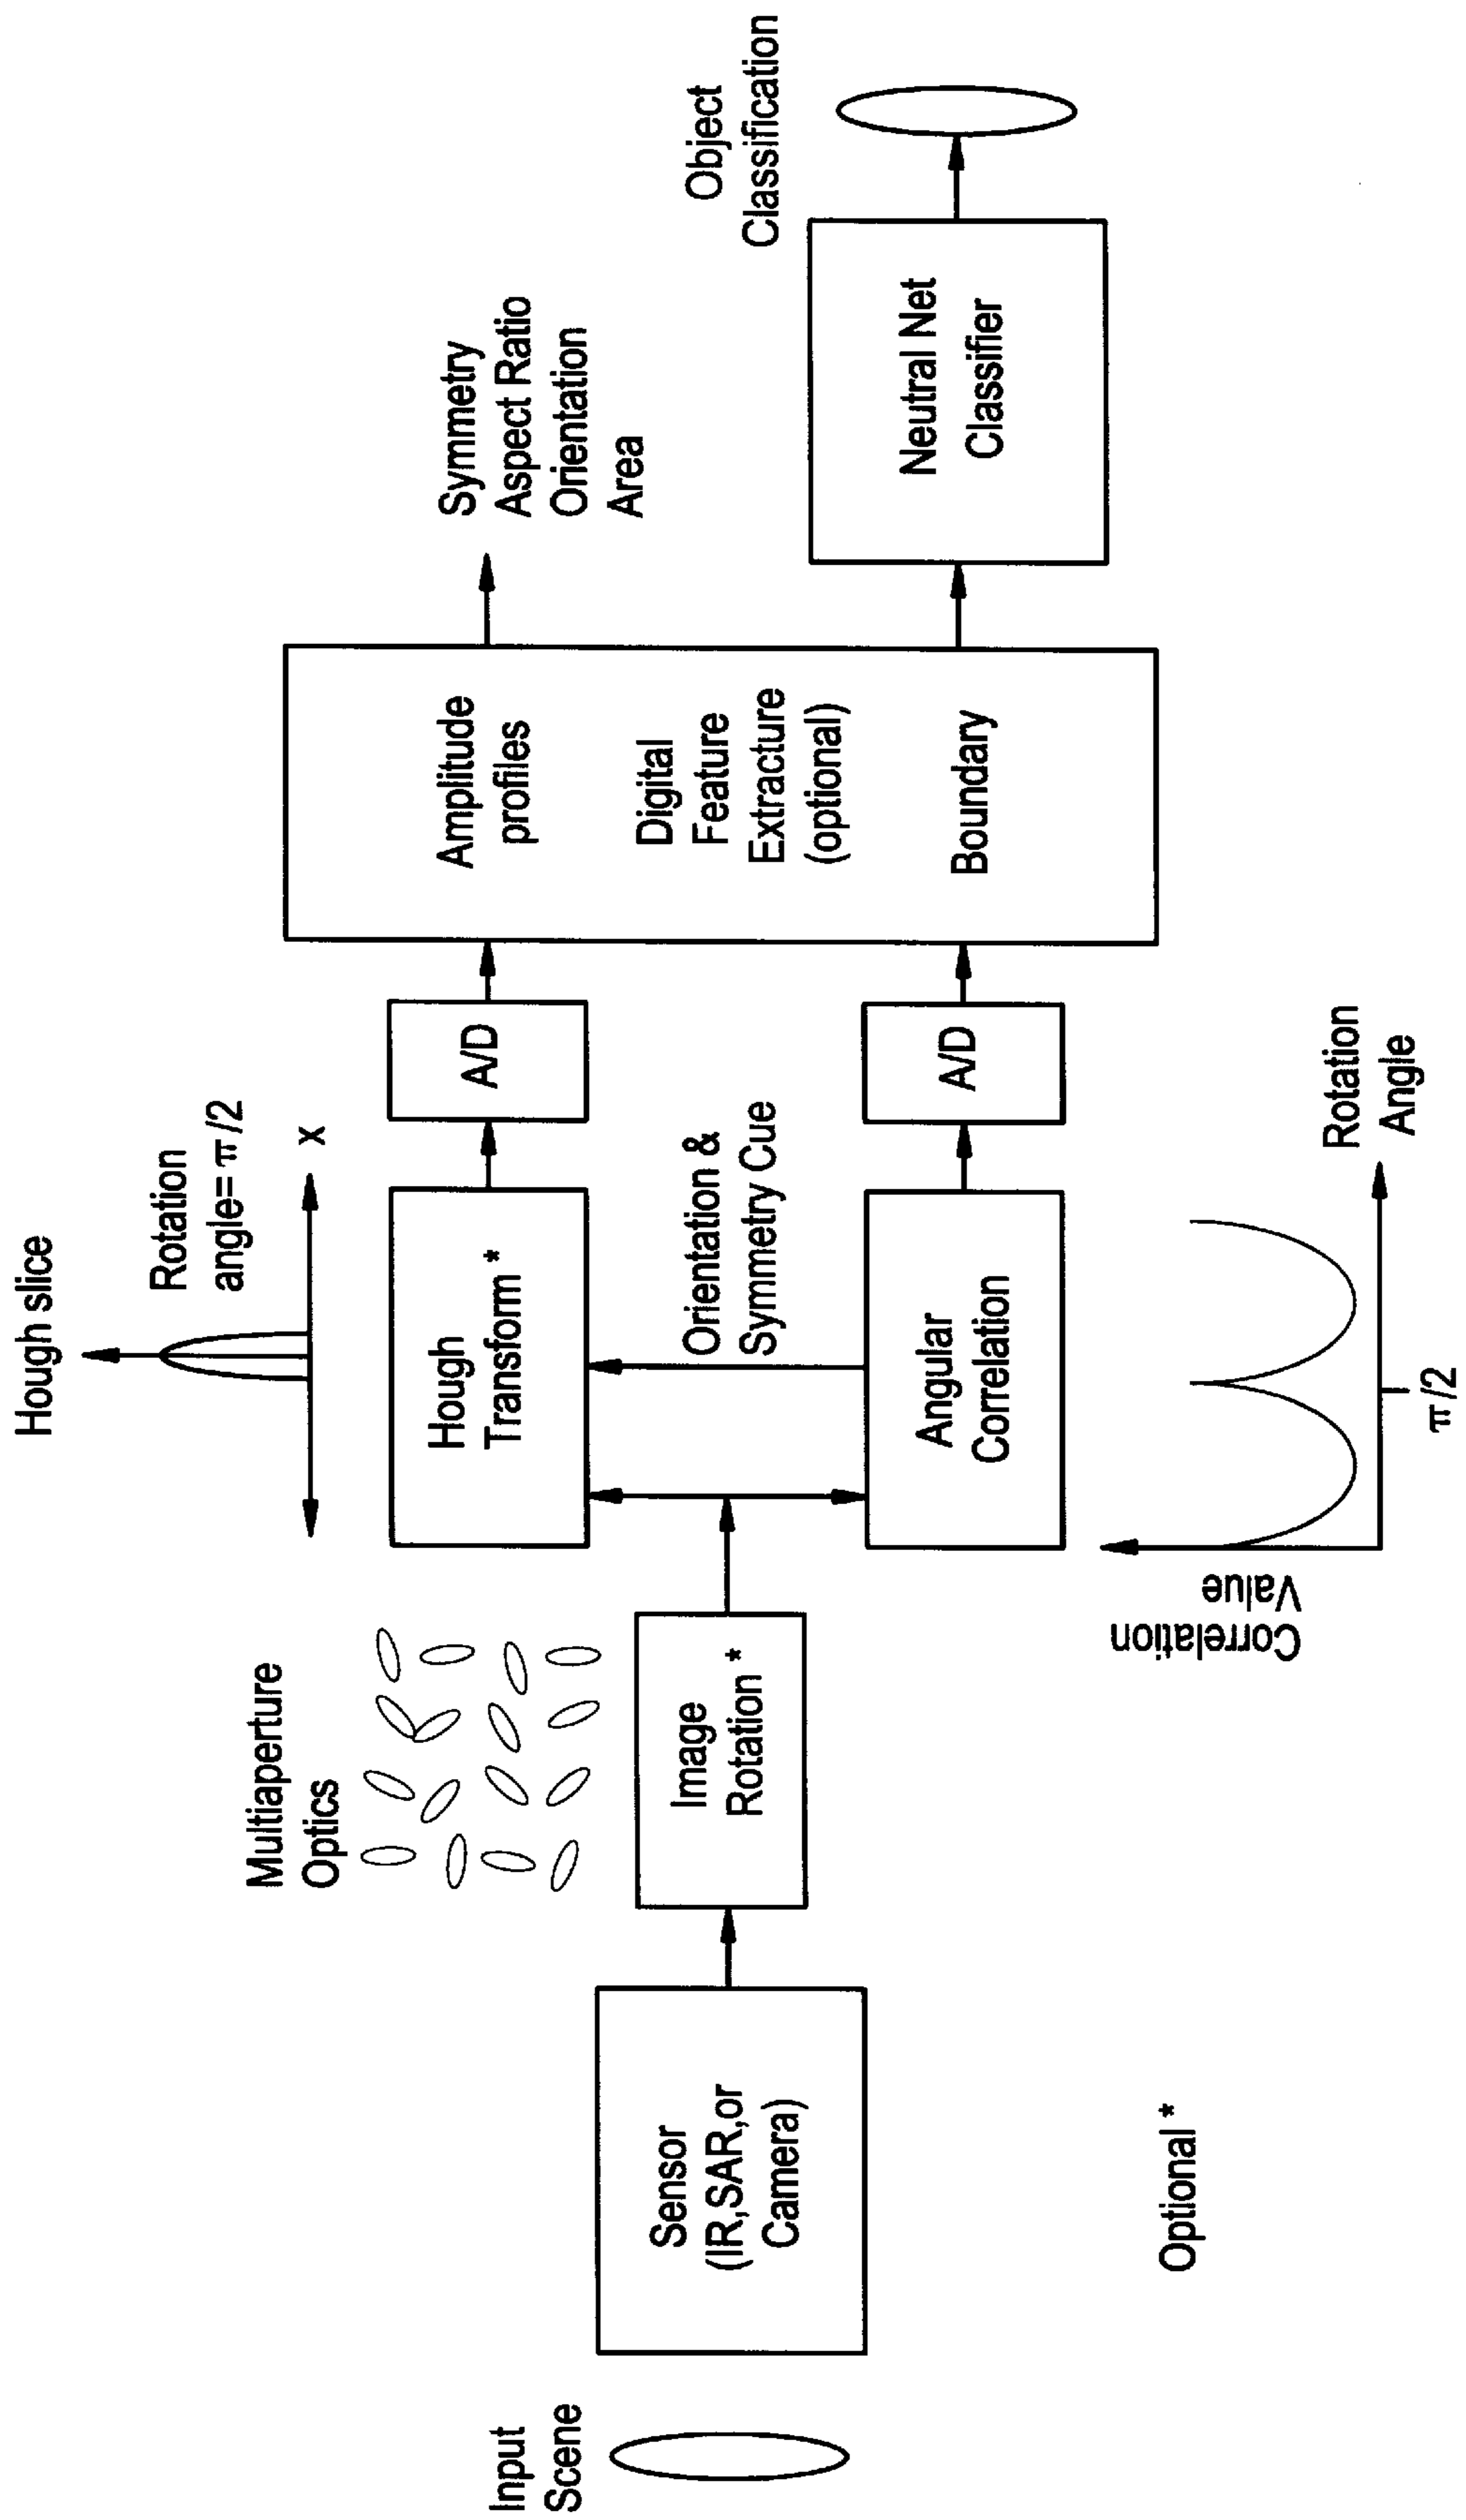 Input
Scene
Sensor
(IR,SAR,or
Camera)
Optional *
Multiaperture
Optics
Image
Rotation *
Hough slice
Rotation
angle= π /2
x
Hough
Transform *
Orientation &
Symmetry Cue
Angular
Correlation
Correlation
Value
π /2
Rotation
Angle
A/D
A/D
Amplitude
profiles
Digital
Feature
Extracture
(optional)
Boundary
Symmetry
Aspect Ratio
Orientation
Area
Neutral Net
Classifier
Object
Classification